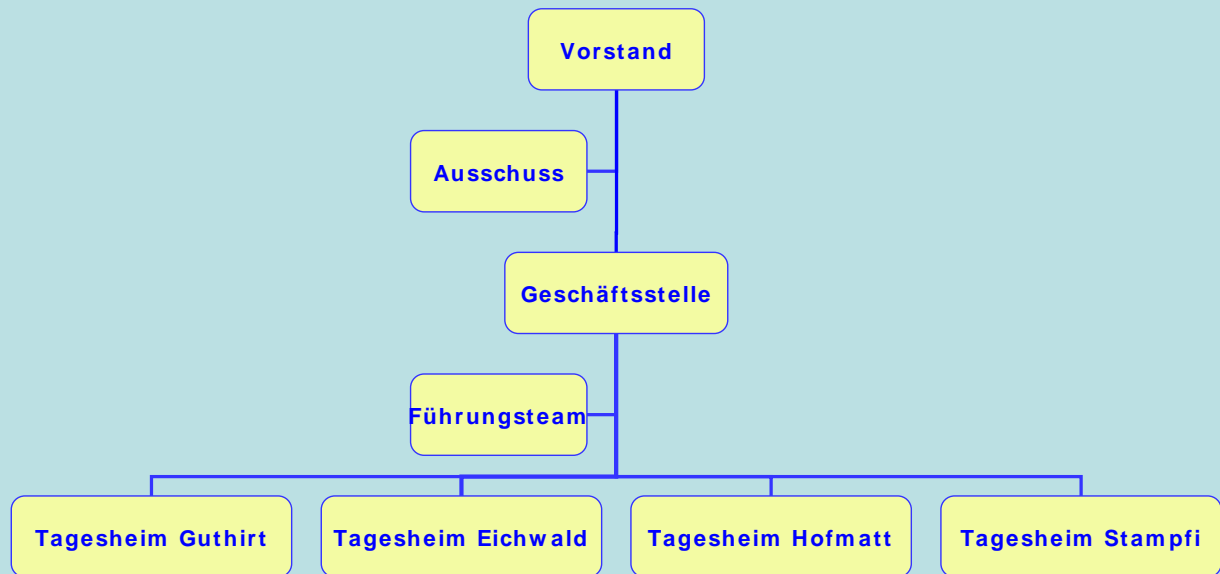 Vorstand
Ausschuss
Geschäftsstelle
Führungsteam
Tagesheim Guthirt
Tagesheim Eichwald
Tagesheim Hofmatt
Tagesheim Stampfi